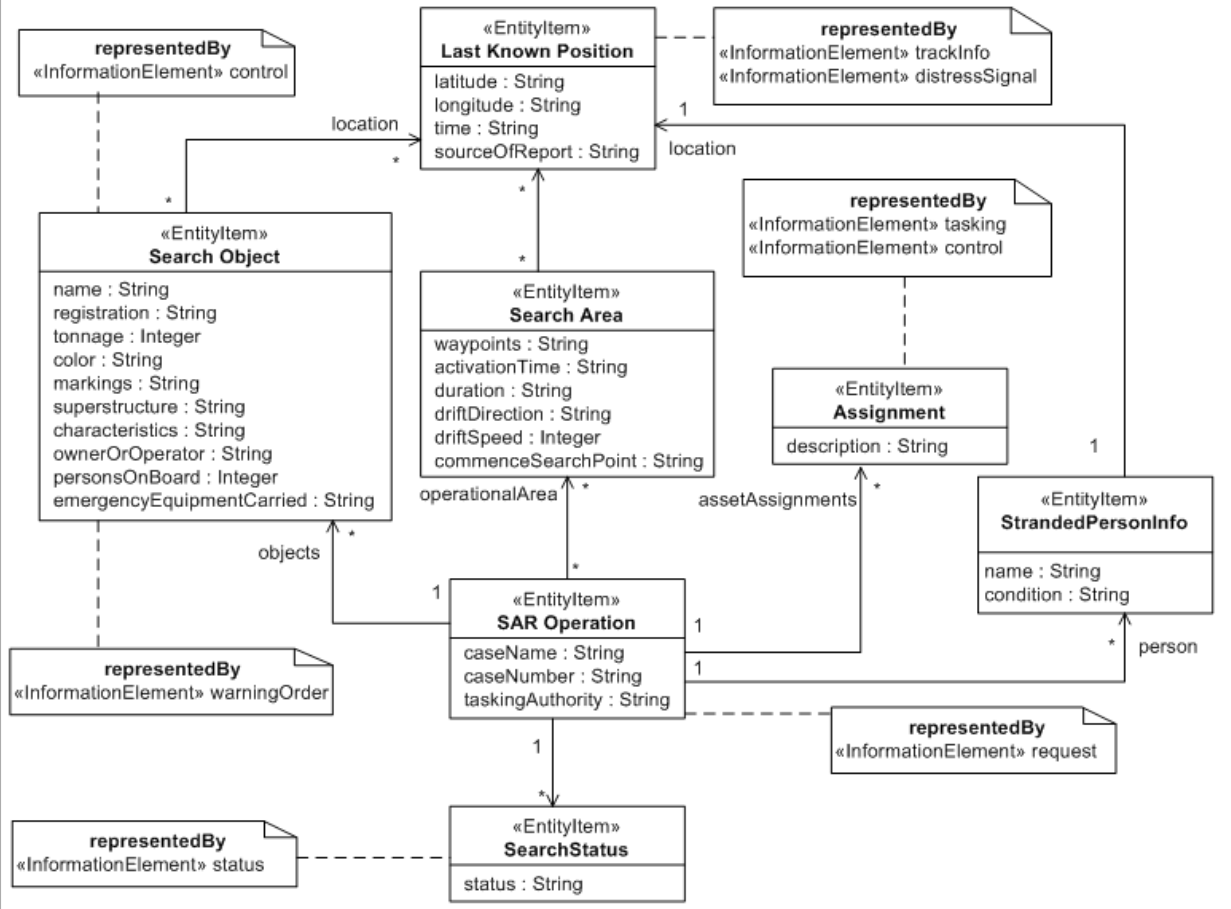 representedBy
«InformationElement» control
«EntityItem»
Last Known Position
latitude : String
longitude : String
time : String
sourceOfReport : String
representedBy
«InformationElement» trackInfo
«InformationElement» distressSignal
location
*
*
1
location
*
*
«EntityItem»
Search Object
name : String
registration : String
tonnage : Integer
color : String
markings : String
superstructure : String
characteristics : String
ownerOrOperator : String
personsOnBoard : Integer
emergencyEquipmentCarried : String
«EntityItem»
Search Area
waypoints : String
activationTime : String
duration : String
driftDirection : String
driftSpeed : Integer
commenceSearchPoint : String
representedBy
«InformationElement» tasking
«InformationElement» control
«EntityItem»
Assignment
description : String
1
«EntityItem»
StrandedPersonInfo
name : String
condition : String
operationalArea
*
assetAssignments
*
objects
*
1
*
«EntityItem»
SAR Operation
caseName : String
caseNumber : String
taskingAuthority : String
1
1
*
person
representedBy
«InformationElement» warningOrder
representedBy
«InformationElement» request
1
*
representedBy
«InformationElement» status
«EntityItem»
SearchStatus
status : String